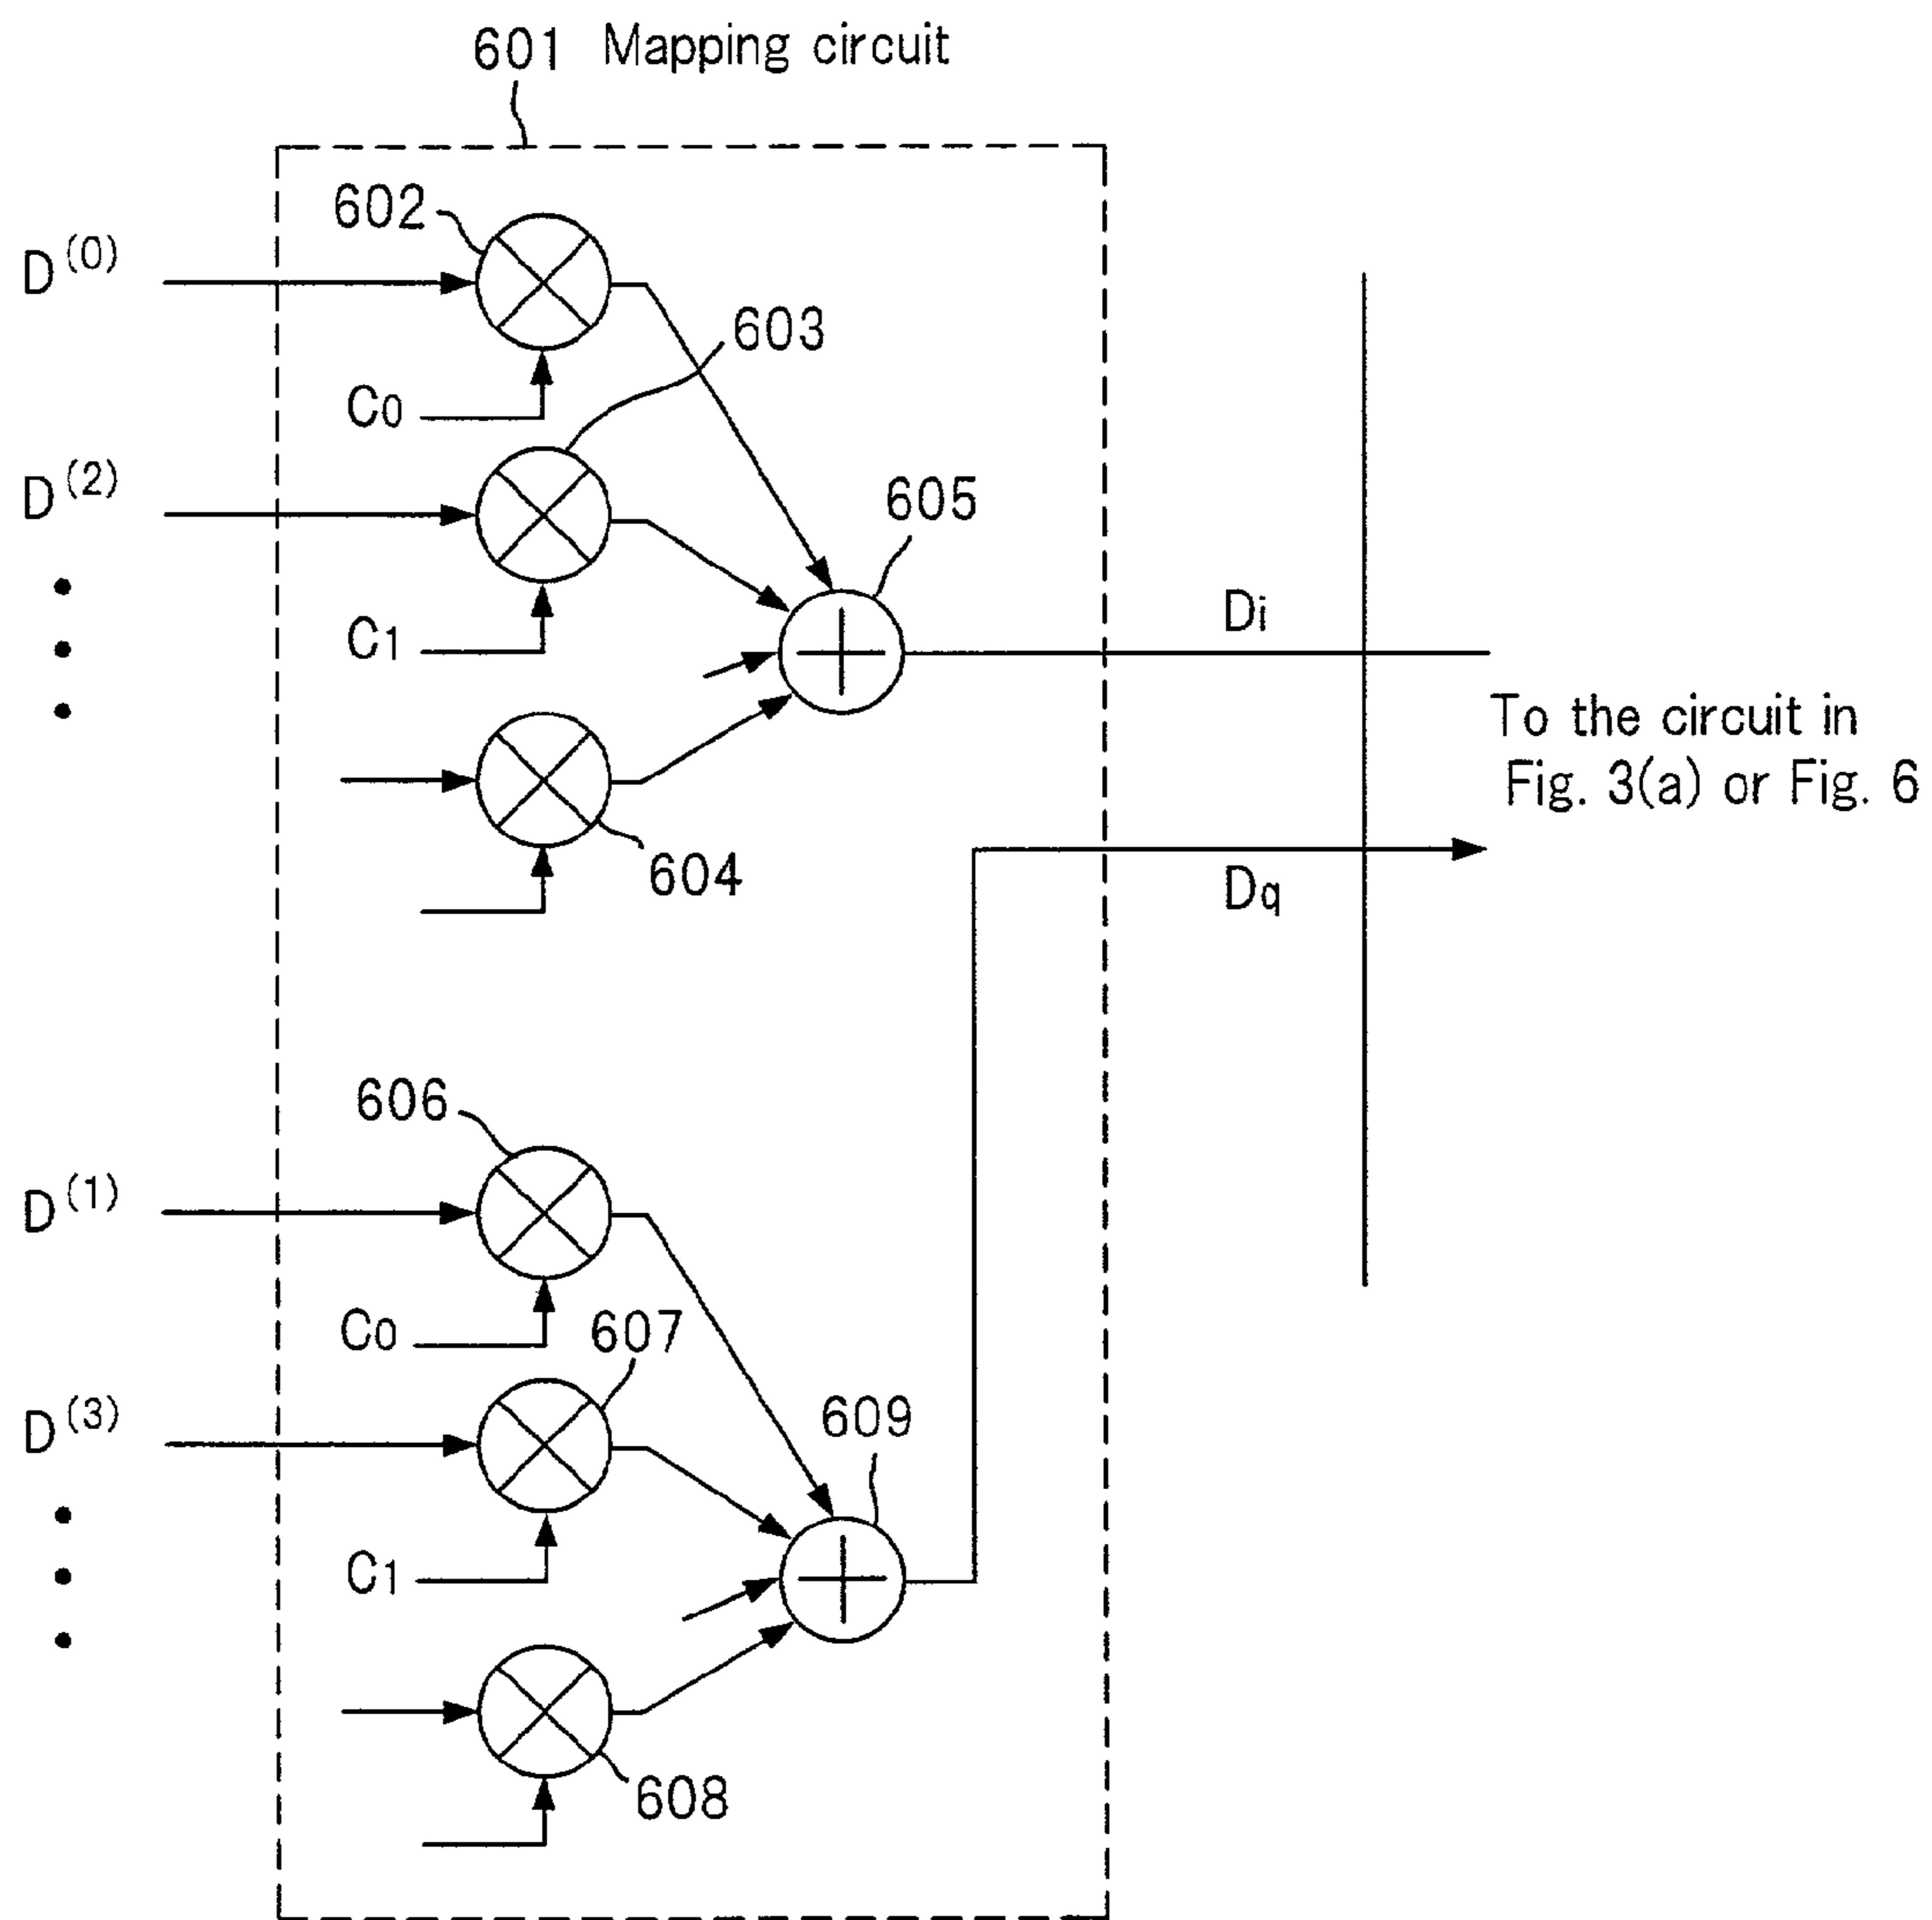 601 Mapping circuit
602
D(0)
603
C0
D(2)
605
C1
Di
To the circuit in
Fig. 3(a) or Fig. 6
604
Dq
606
D(1)
C0
607
D(3)
609
C1
608